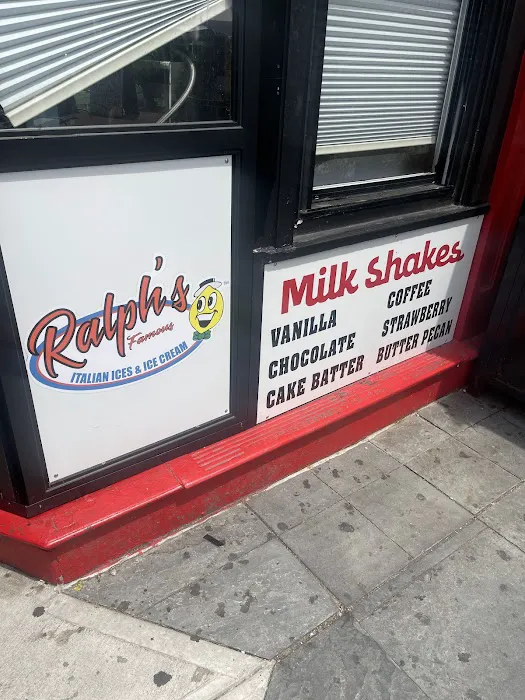 Ralph's
Famous
ITALIAN ICES & ICE CREAM
Milk Shakes
VANILLA
CHOCOLATE
CAKE BATTER
COFFEE
STRAWBERRY
BUTTER PECAN